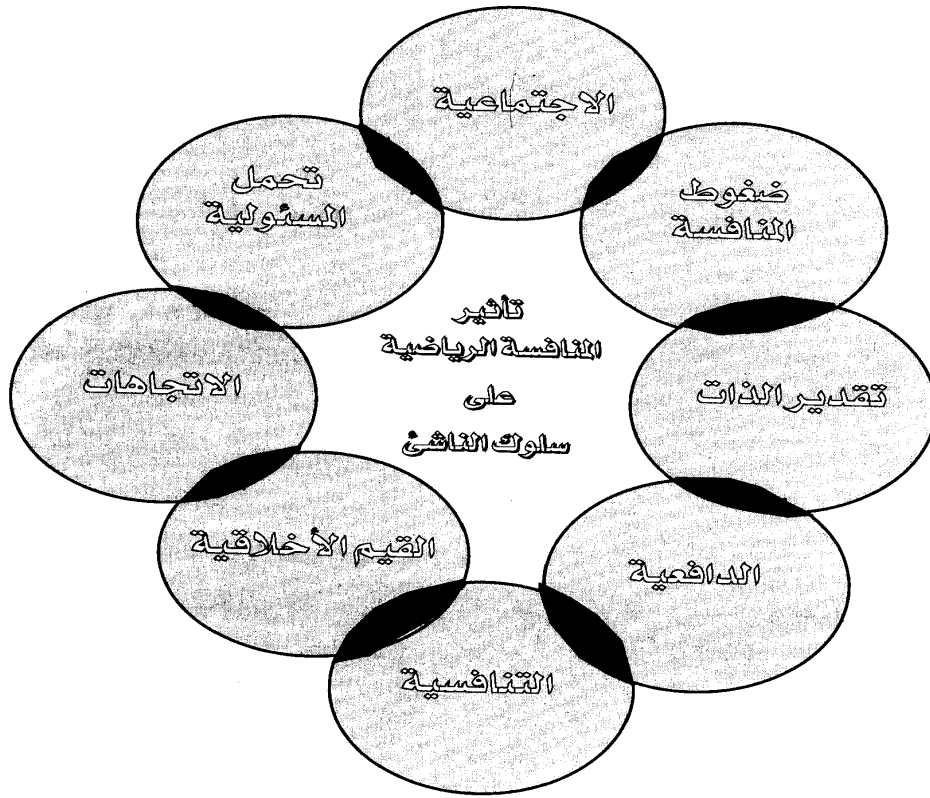 الاجتماعية
ضغوط
المنافسة
تحمل
المسئولية
تأثير
المنافسة الرياضية
على
سلوك الناشئ
تقدير الذات
الاتجاهات
الدافعية
القيم الأخلاقية
التنافسية